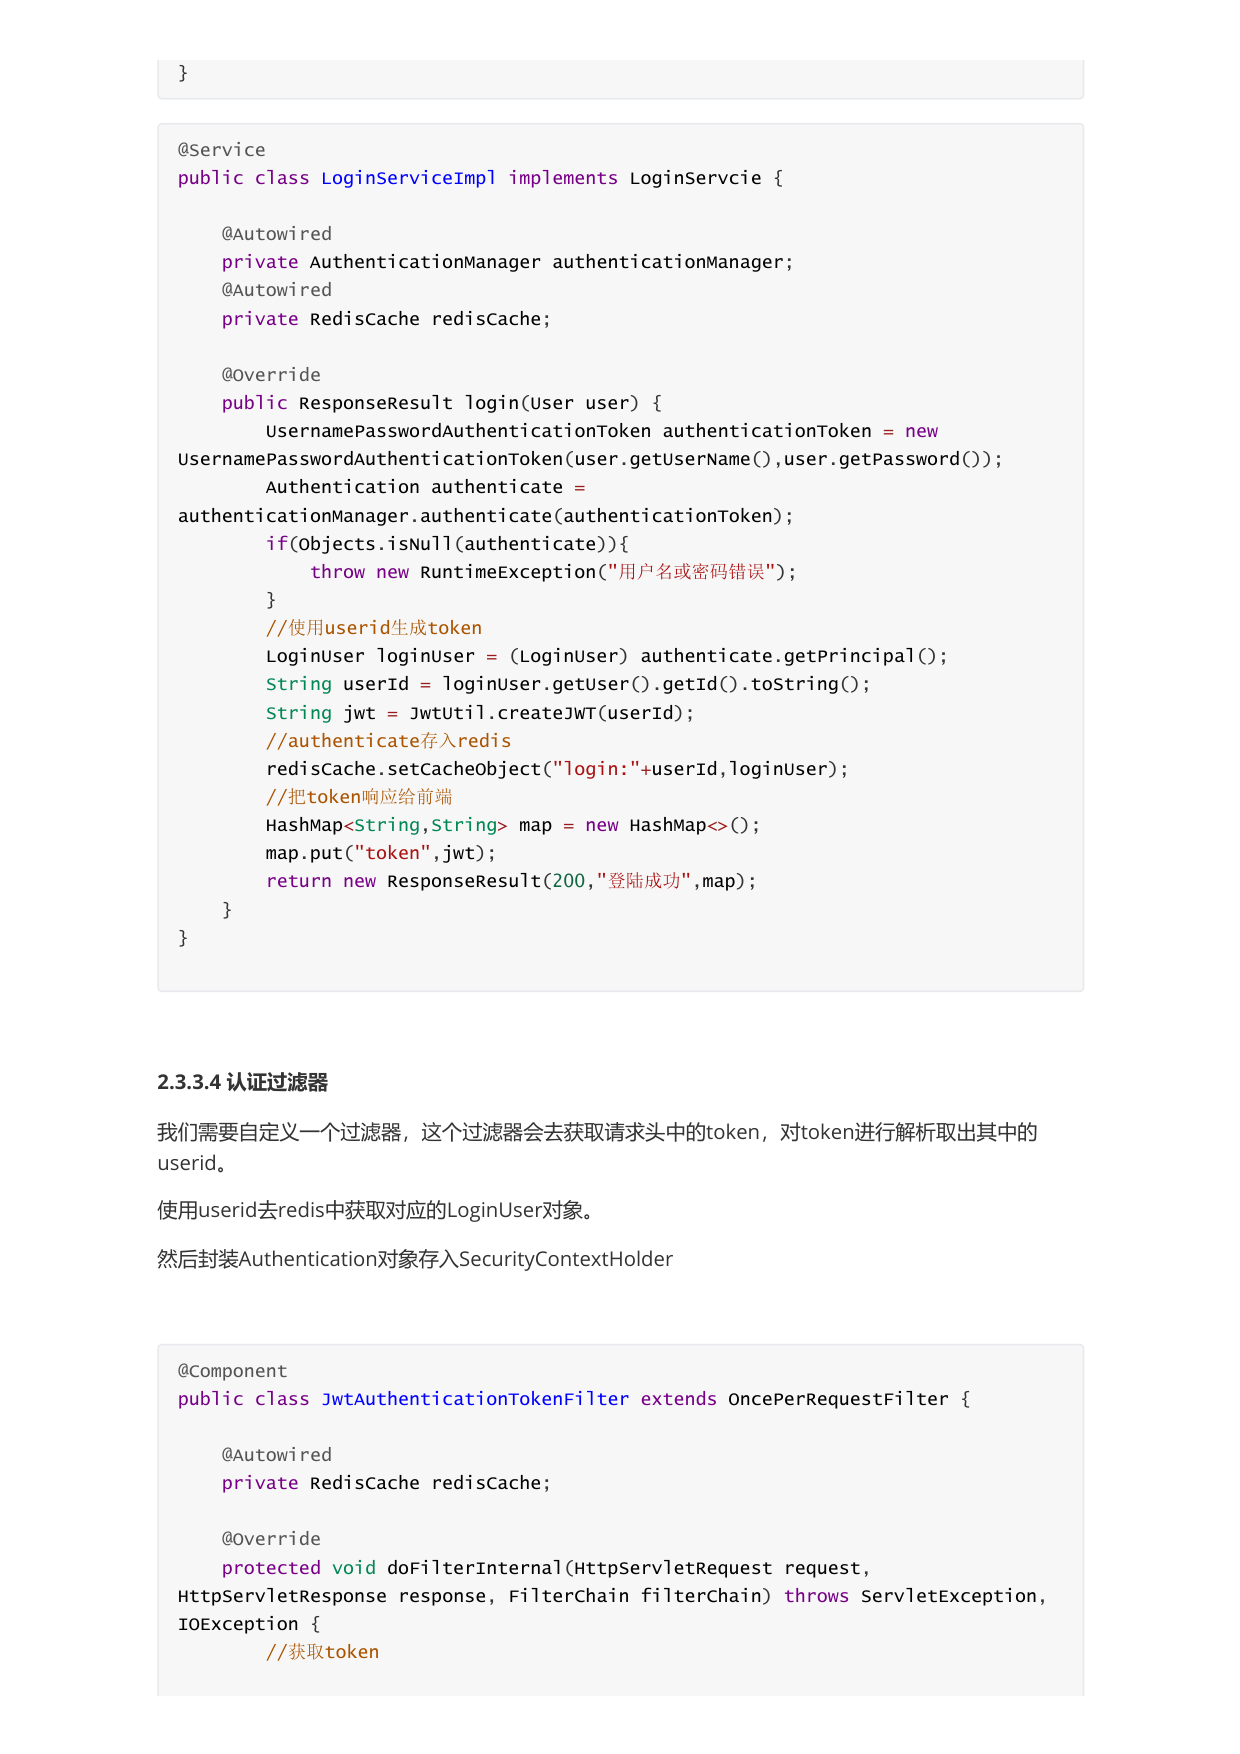 }
@Service
public class LoginServiceImpl implements LoginServcie {
    @Autowired
    private AuthenticationManager authenticationManager;
    @Autowired
    private RedisCache redisCache;
    @Override
    public ResponseResult login(User user) {
        UsernamePasswordAuthenticationToken authenticationToken = new
UsernamePasswordAuthenticationToken(user.getUserName(),user.getPassword());
        Authentication authenticate =
authenticationManager.authenticate(authenticationToken);
        if(Objects.isNull(authenticate)){
            throw new RuntimeException("用户名或密码错误");
        }
        //使用userid生成token
        LoginUser loginUser = (LoginUser) authenticate.getPrincipal();
        String userId = loginUser.getUser().getId().toString();
        String jwt = JwtUtil.createJWT(userId);
        //authenticate存入redis
        redisCache.setCacheObject("login:"+userId,loginUser);
        //把token响应给前端
        HashMap<String,String> map = new HashMap<>();
        map.put("token",jwt);
        return new ResponseResult(200,"登陆成功",map);
    }
}
2.3.3.4 认证过滤器
我们需要自定义一个过滤器，这个过滤器会去获取请求头中的token，对token进行解析取出其中的
userid。
使用userid去redis中获取对应的LoginUser对象。
然后封装Authentication对象存入SecurityContextHolder
@Component
public class JwtAuthenticationTokenFilter extends OncePerRequestFilter {
    @Autowired
    private RedisCache redisCache;
    @Override
    protected void doFilterInternal(HttpServletRequest request,
HttpServletResponse response, FilterChain filterChain) throws ServletException,
IOException {
        //获取token